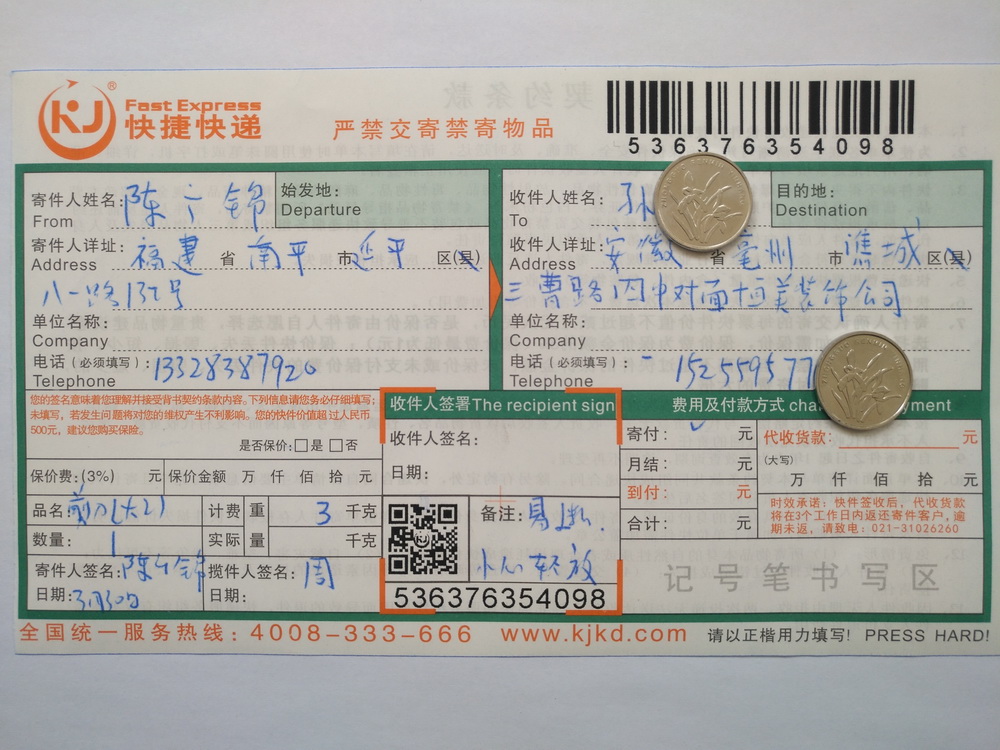 KJ®
Fast Express
快捷快递
严禁交寄禁寄物品
536376354098
寄件人姓名: 陈广锦
From
始发地:
Departure
寄件人详址: 福建 省 南平 市 延平 区(县)
Address
八一路137号
单位名称:
Company
电话(必须填写): 13328387920
Telephone
收件人姓名: 孙
To
目的地:
Destination
收件人详址: 安徽 省 亳州 市 谯城 区(县)
Address
三曹路 中对面恒美装饰公司
单位名称:
Company
电话(必须填写): 152559577
Telephone
您的签名意味着您理解并接受背书契约条款内容。下列信息请您务必仔细填写;
未填写,若发生问题将对您的维权产生不利影响。您的快件价值超过人民币
500元,建议您购买保险。
是否保价:□是 □否
保价费:(3%) 元 保价金额 万 仟 佰 拾 元
品名: 剪刀(大2)
计费 重 3 千克
数量: 1
实际 量 千克
寄件人签名: 陈广锦
日期: 3月30日
揽件人签名: 周
日期:
收件人签署 The recipient sign
收件人签名:
日期:
备注: 易碎,
小心轻放
536376354098
费用及付款方式 cha yment
寄付: 元
月结: 元
到付: 元
合计: 元
代收货款: 元
(大写)
万 仟 佰 拾 元
时效承诺:快件签收后,代收货款
将在3个工作日内返还寄件客户,逾
期未返,请致电:021-31026260
记号笔书写区
全国统一服务热线:4008-333-666 www.kjkd.com 请以正楷用力填写! PRESS HARD!